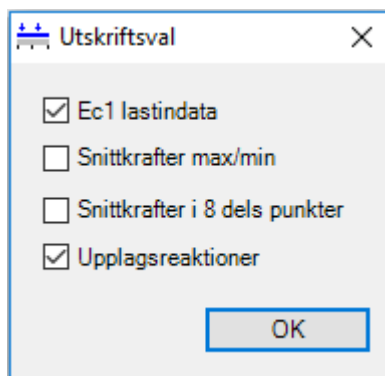 Utskriftsval
Ec1 lastindata
Snittkrafter max/min
Snittkrafter i 8 dels punkter
Upplagsreaktioner
OK